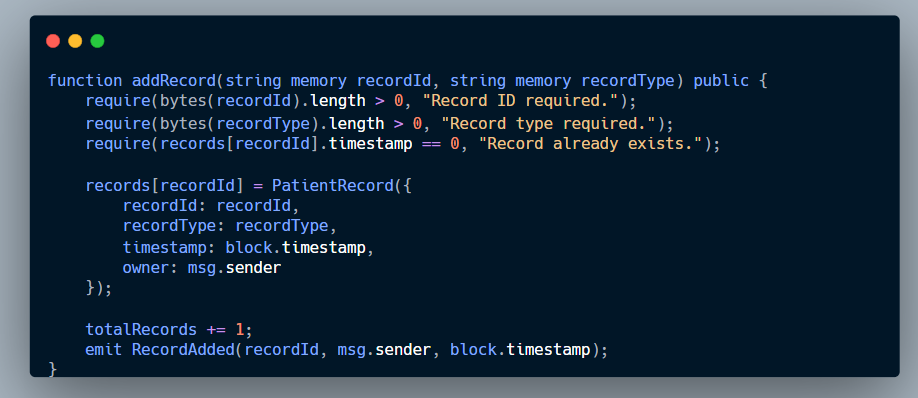 function addRecord(string memory recordId, string memory recordType) public {
    require(bytes(recordId).length > 0, "Record ID required.");
    require(bytes(recordType).length > 0, "Record type required.");
    require(records[recordId].timestamp == 0, "Record already exists.");

    records[recordId] = PatientRecord({
        recordId: recordId,
        recordType: recordType,
        timestamp: block.timestamp,
        owner: msg.sender
    });

    totalRecords += 1;
    emit RecordAdded(recordId, msg.sender, block.timestamp);
}